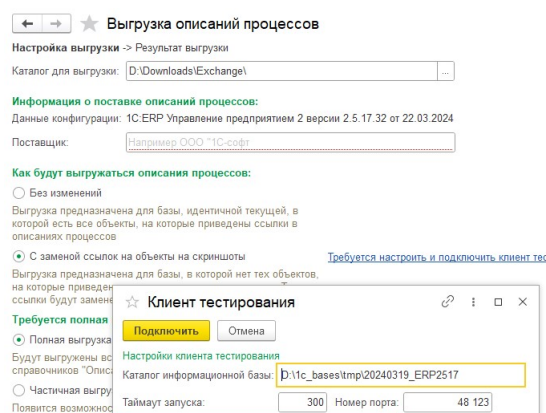 Выгрузка описаний процессов
Настройка выгрузки -> Результат выгрузки
Каталог для выгрузки: D:\Downloads\Exchange\ ...
Информация о поставке описаний процессов:
Данные конфигурации: 1C:ERP Управление предприятием 2 версии 2.5.17.32 от 22.03.2024
Поставщик: Например ООО "1С-софт
Как будут выгружаться описания процессов:
Без изменений
Выгрузка предназначена для базы, идентичной текущей, в
которой есть все объекты, на которые приведены ссылки в
описаниях процессов
С заменой ссылок на объекты на скриншоты Требуется настроить и подключить клиент тес
Выгрузка предназначена для базы, в которой нет тех объектов,
на которые приведен
ссылки будут замене
Требуется полная
Полная выгрузка
Будут выгружены вс
справочников "Описа
Частичная выгру
Появится возможнос
Клиент тестирования
Подключить Отмена
Настройки клиента тестирования
Каталог информационной базы: D:\1c_bases\tmp\20240319_ERP2517
Таймаут запуска: 300 Номер порта: 48 123